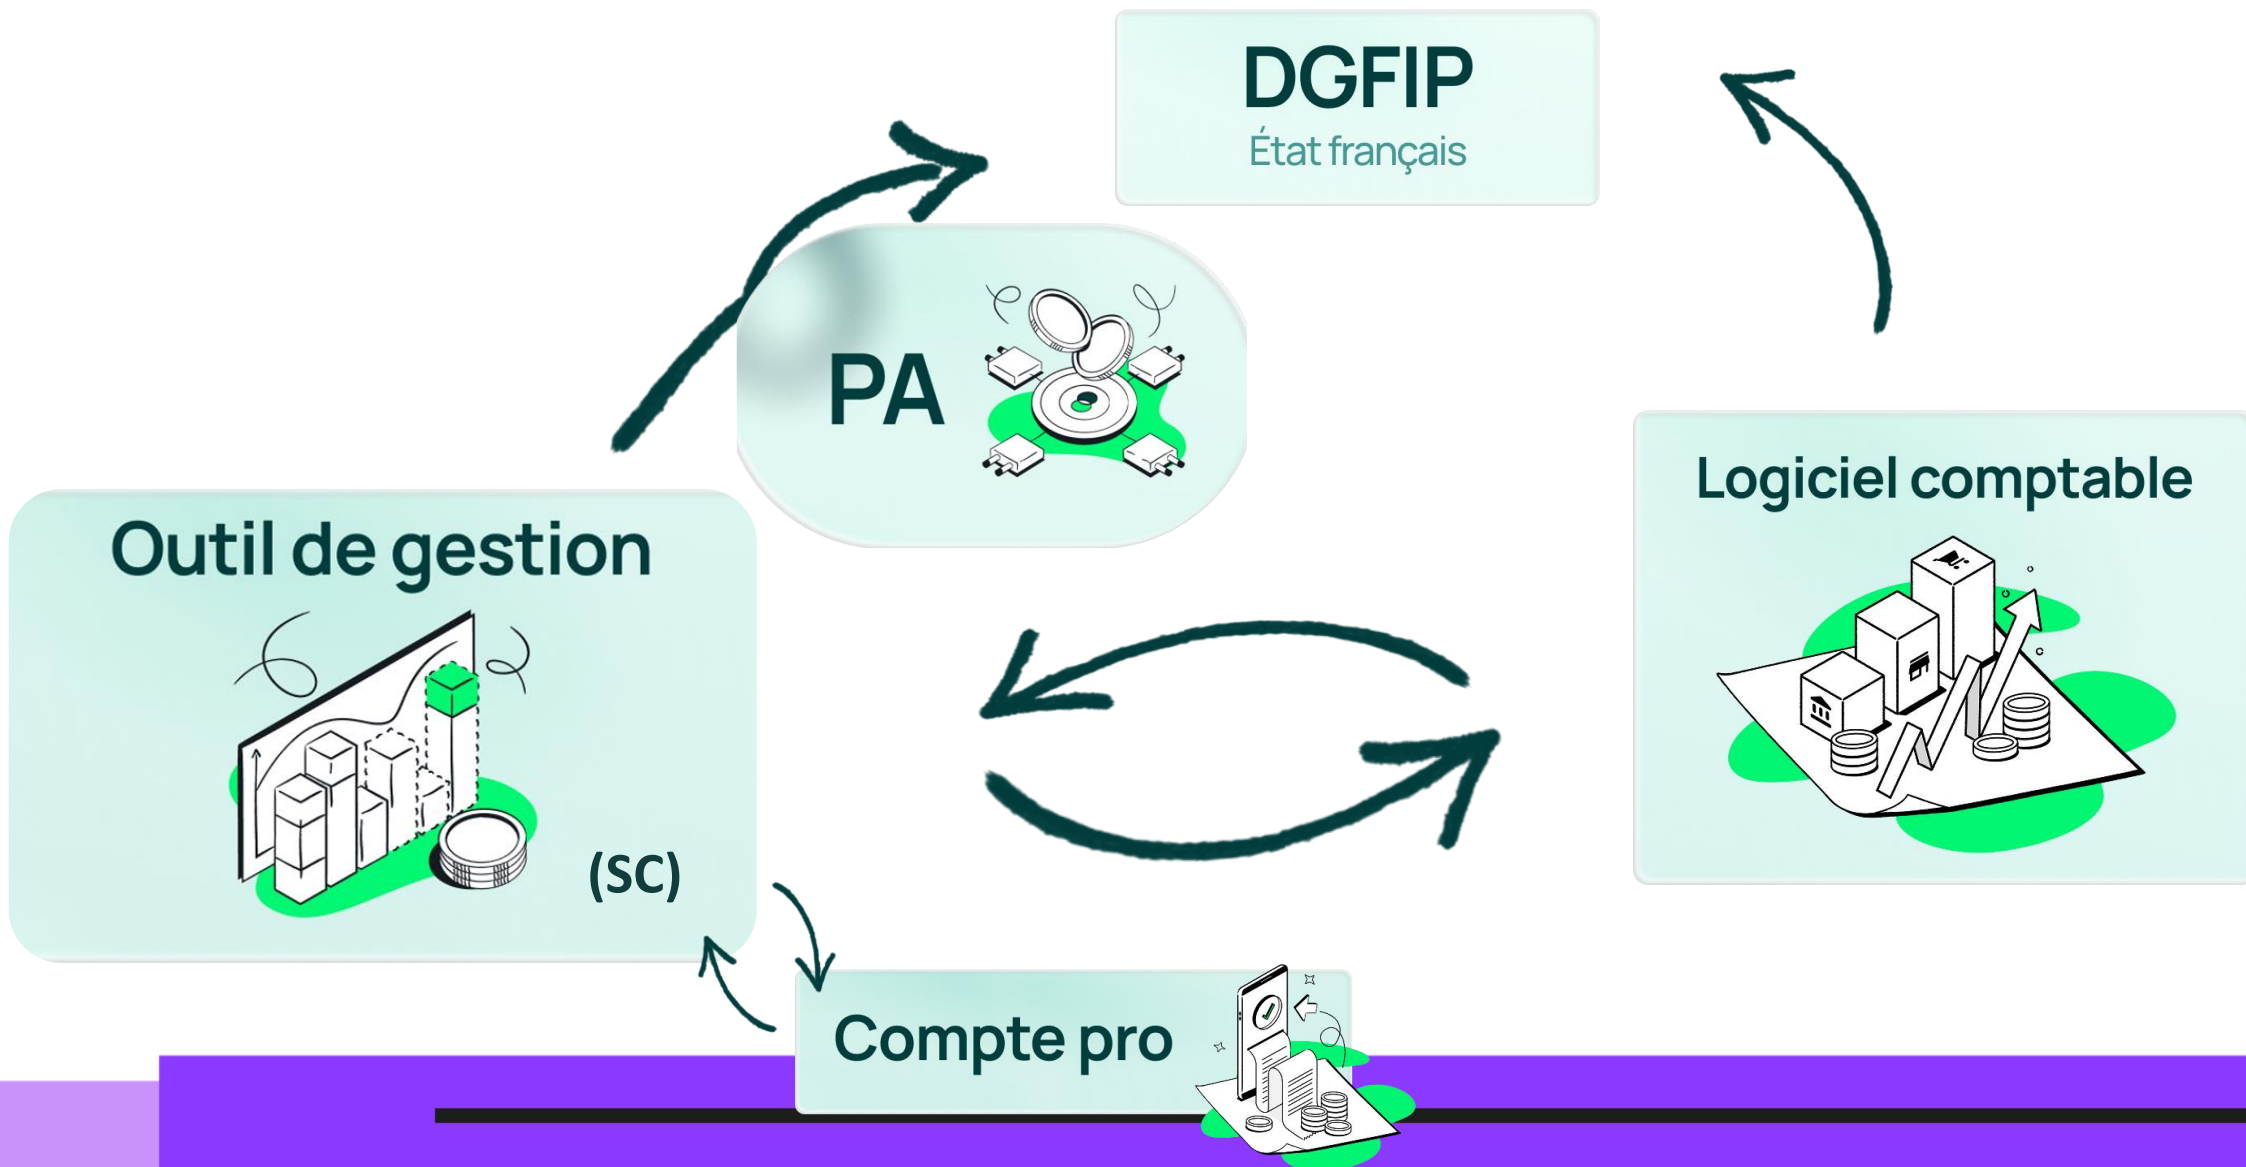 DGFIP
État français
PA
Outil de gestion
(SC)
Logiciel comptable
Compte pro